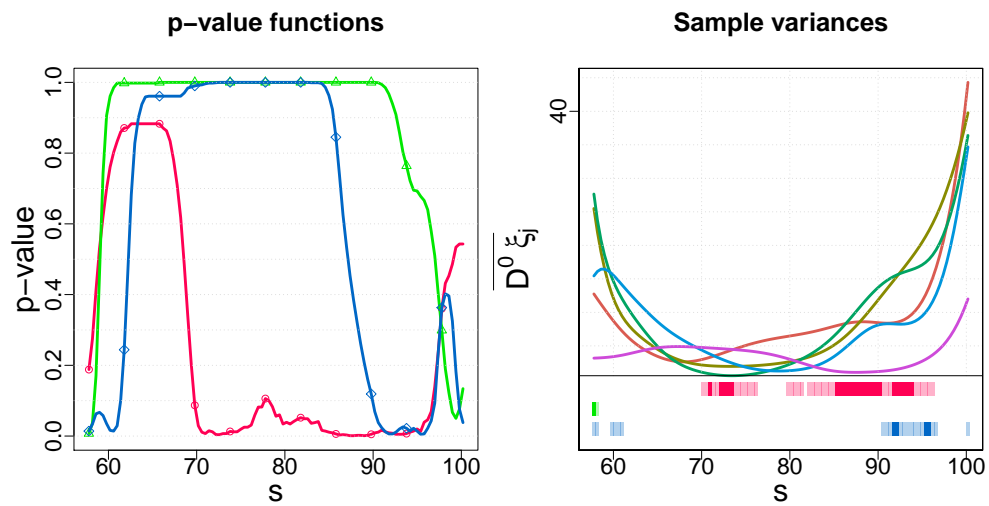 p−value functions
p−value
0.0 0.2 0.4 0.6 0.8 1.0
60 70 80 90 100
s
Sample variances
D⁰ ξⱼ
40
60 70 80 90 100
s